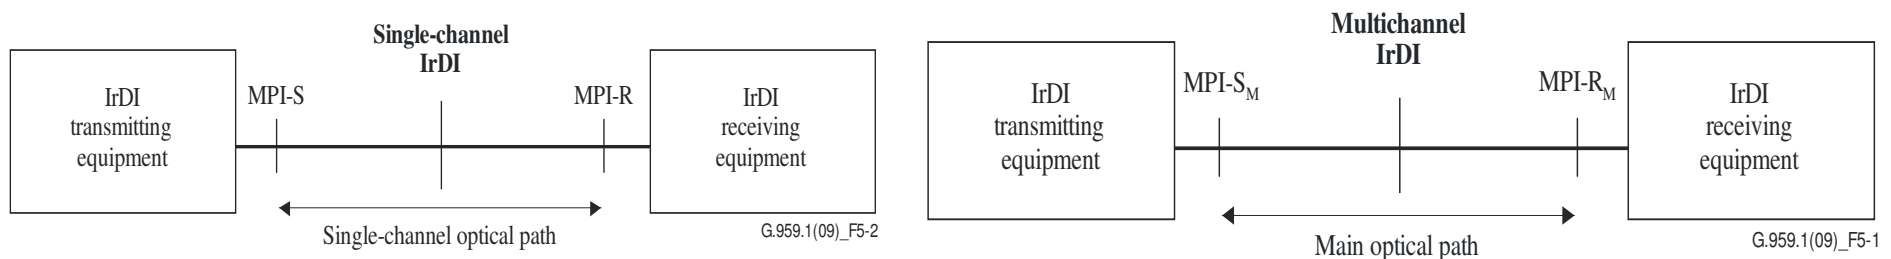 Single-channel
IrDI
IrDI
transmitting
equipment
MPI-S
MPI-R
IrDI
receiving
equipment
Single-channel optical path
G.959.1(09)_F5-2
Multichannel
IrDI
IrDI
transmitting
equipment
MPI-S_M
MPI-R_M
IrDI
receiving
equipment
Main optical path
G.959.1(09)_F5-1